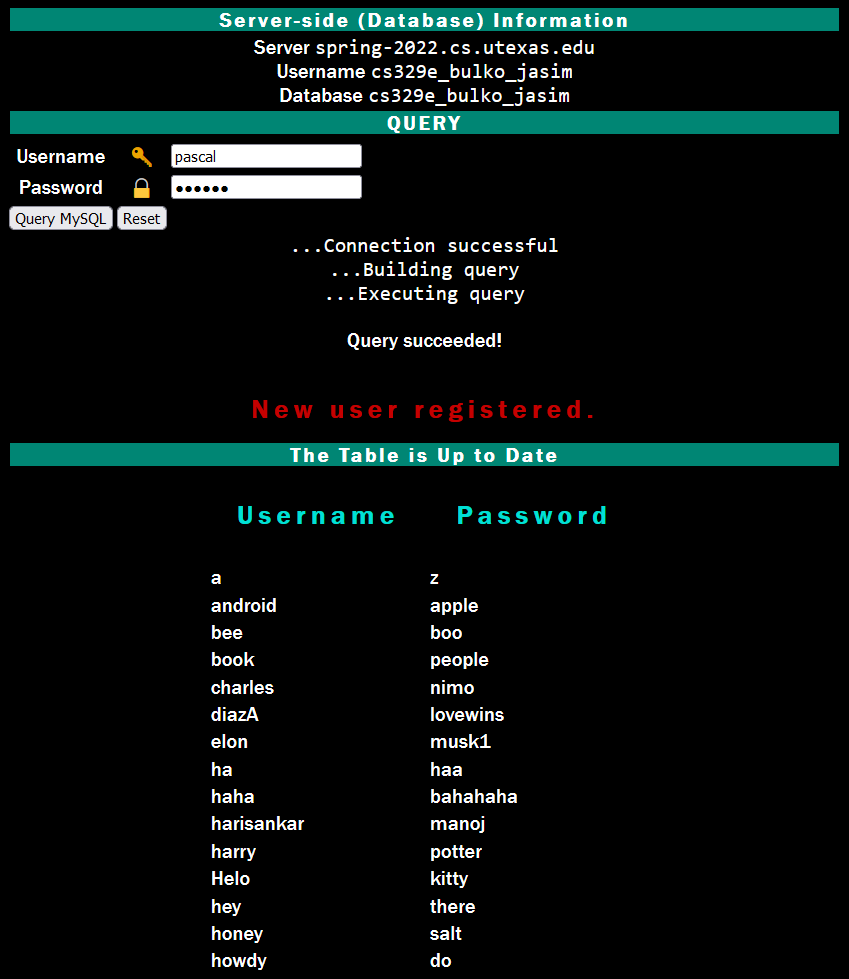 Server-side (Database) Information
Server spring-2022.cs.utexas.edu
Username cs329e_bulko_jasim
Database cs329e_bulko_jasim
QUERY
Username pascal
Password ••••••
Query MySQL Reset
...Connection successful
...Building query
...Executing query
Query succeeded!
New user registered.
The Table is Up to Date
Username Password
a z
android apple
bee boo
book people
charles nimo
diazA lovewins
elon musk1
ha haa
haha bahahaha
harisankar manoj
harry potter
Helo kitty
hey there
honey salt
howdy do